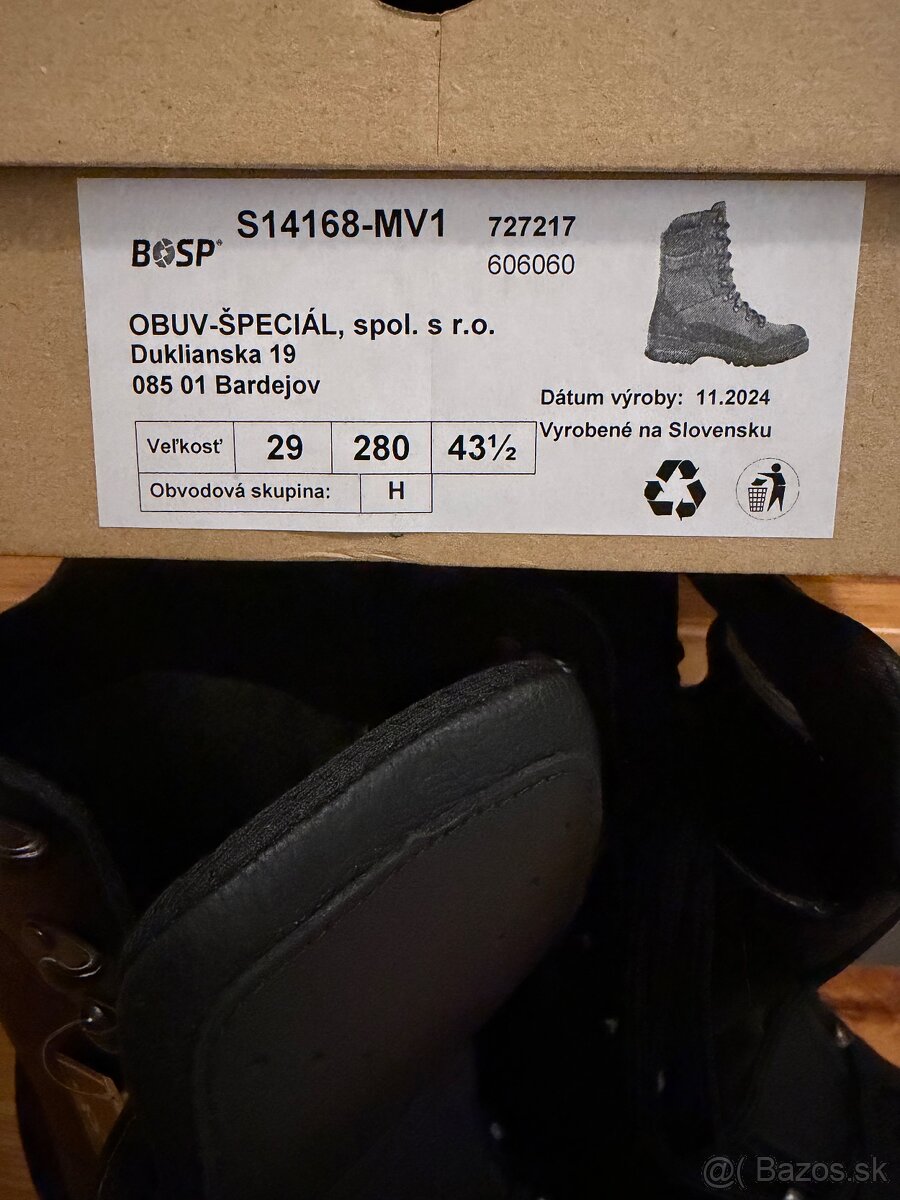 BOSP®
S14168-MV1
727217
606060
OBUV-ŠPECIÁL, spol. s r.o.
Duklianska 19
085 01 Bardejov
Dátum výroby: 11.2024
Vyrobené na Slovensku
Veľkosť 29 280 43½
Obvodová skupina: H
@( Bazos.sk